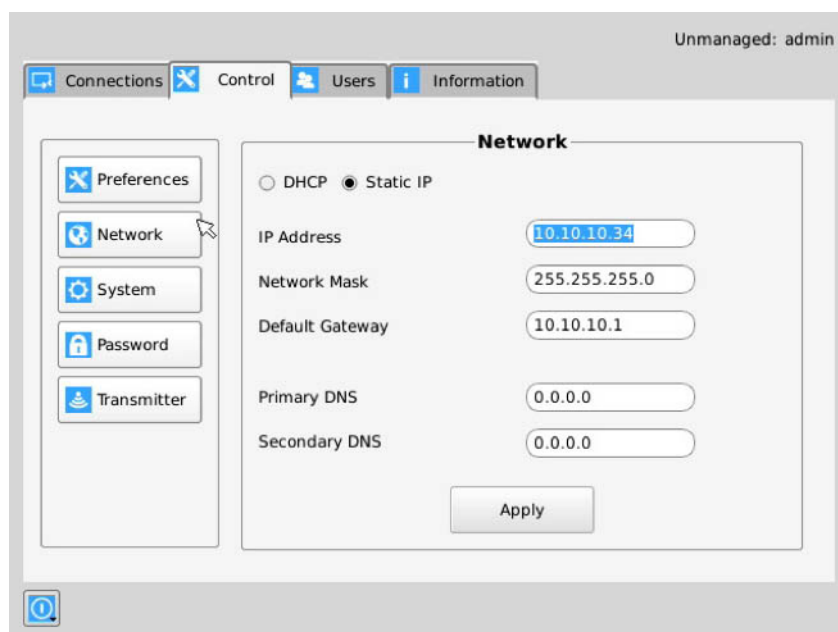 Unmanaged: admin
Connections Control Users Information
Preferences
Network
System
Password
Transmitter
Network
DHCP Static IP
IP Address 10.10.10.34
Network Mask 255.255.255.0
Default Gateway 10.10.10.1
Primary DNS 0.0.0.0
Secondary DNS 0.0.0.0
Apply